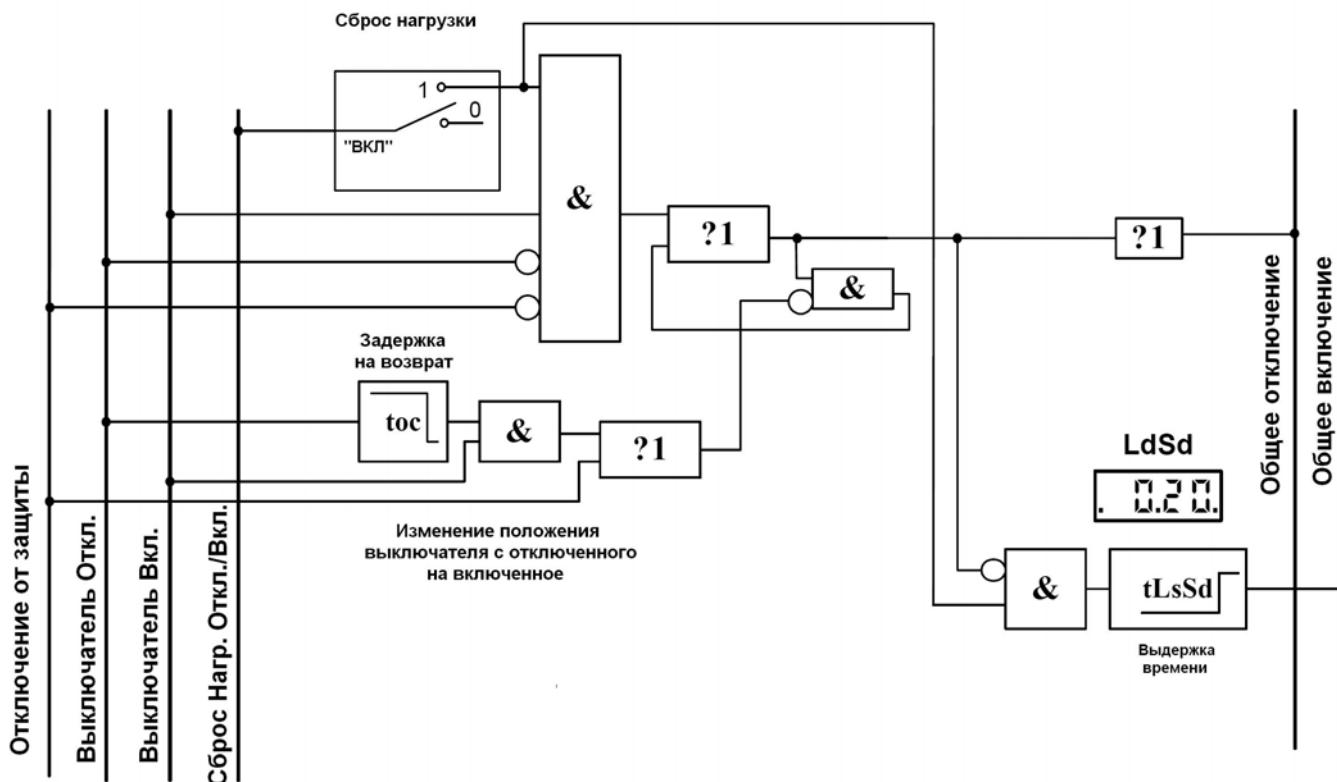 Сброс нагрузки
1
0
"ВКЛ"
&
?1
?1
&
Задержка
на возврат
toc
&
?1
Изменение положения
выключателя с отключенного
на включенное
LdSd
. 0.20.
&
tLsSd
Выдержка
времени
Отключение от защиты
Выключатель Откл.
Выключатель Вкл.
Сброс Нагр. Откл./Вкл.
Общее отключение
Общее включение